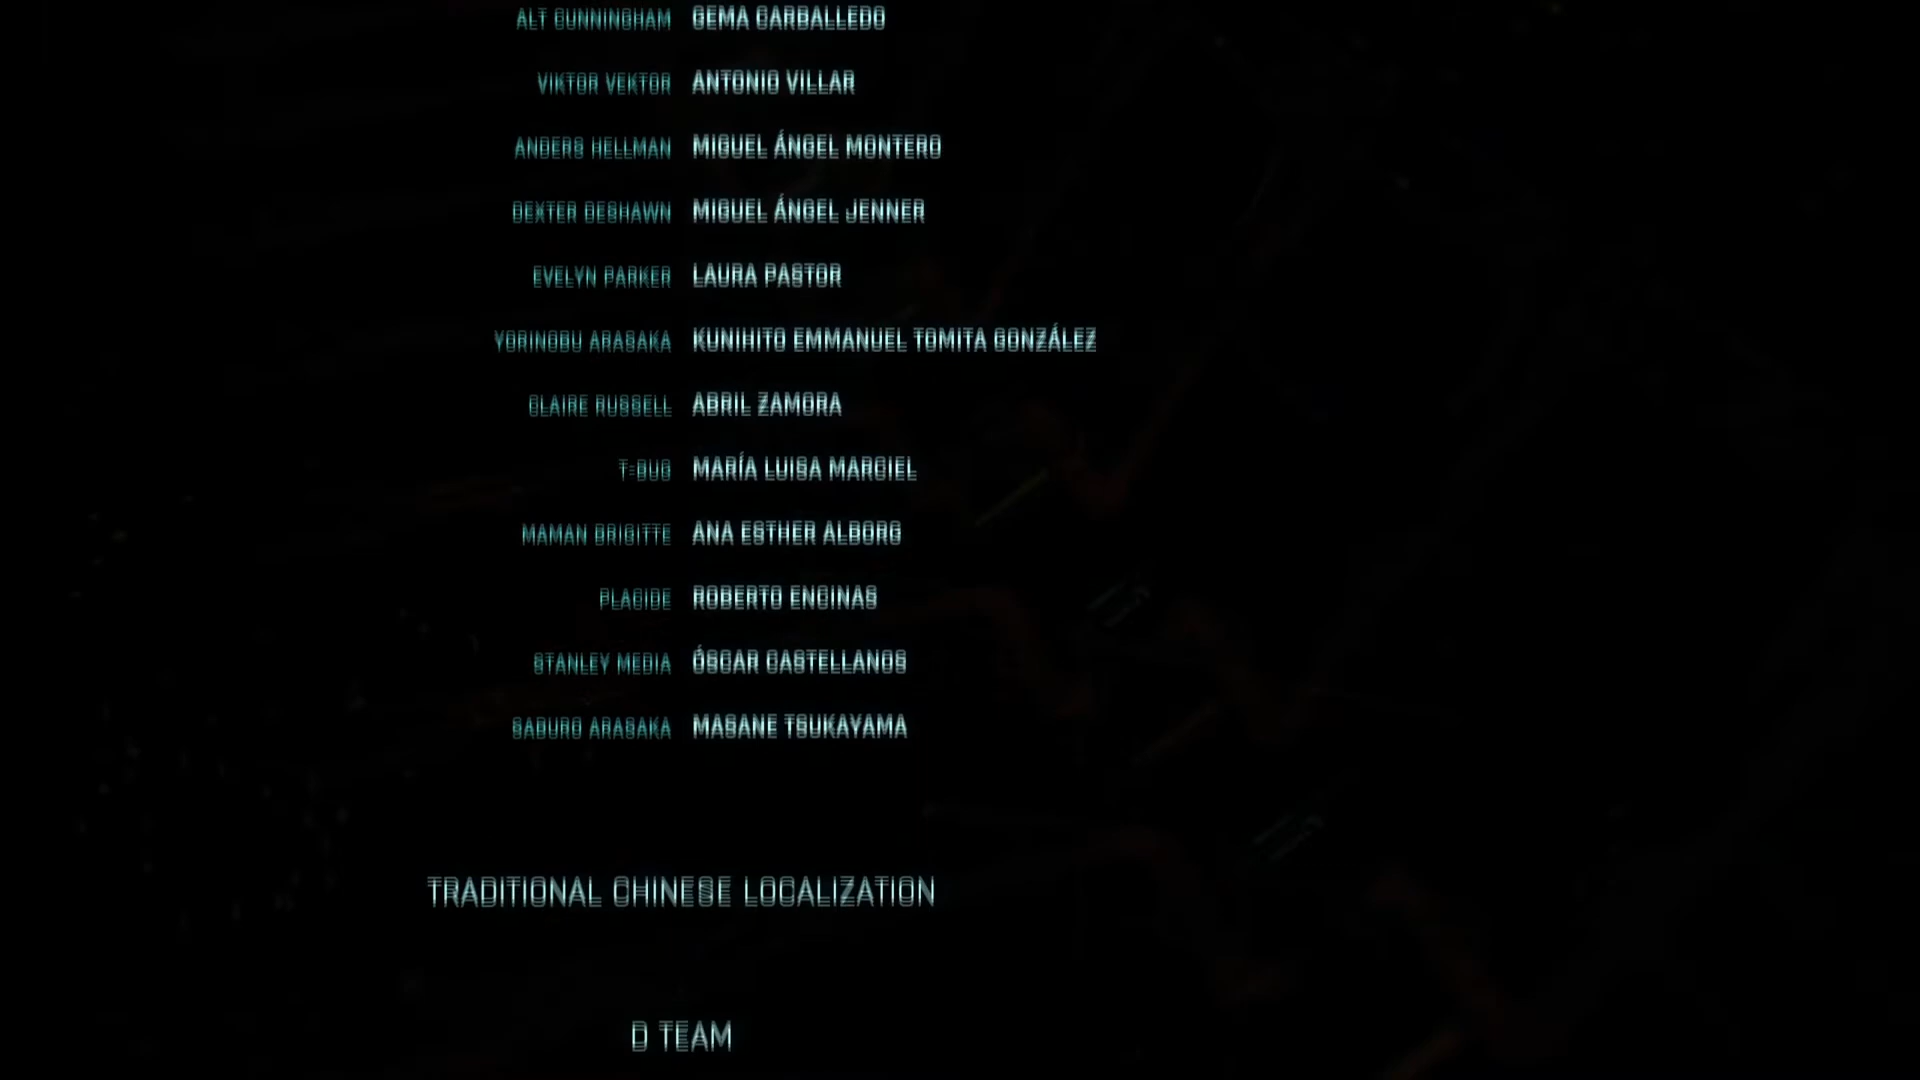 ALT CUNNINGHAM GEMA CARBALLEDO
VIKTOR VEKTOR ANTONIO VILLAR
ANDERS HELLMAN MIGUEL ÁNGEL MONTERO
DEXTER DESHAWN MIGUEL ÁNGEL JENNER
EVELYN PARKER LAURA PASTOR
YORINOBU ARASAKA KUNIHITO EMMANUEL TOMITA GONZÁLEZ
CLAIRE RUSSELL ABRIL ZAMORA
T-BUG MARÍA LUISA MARCIEL
MAMAN BRIGITTE ANA ESTHER ALBORG
PLACIDE ROBERTO ENCINAS
STANLEY MEDIA ÓSCAR CASTELLANOS
SABURO ARASAKA MASANE TSUKAYAMA
TRADITIONAL CHINESE LOCALIZATION
D TEAM